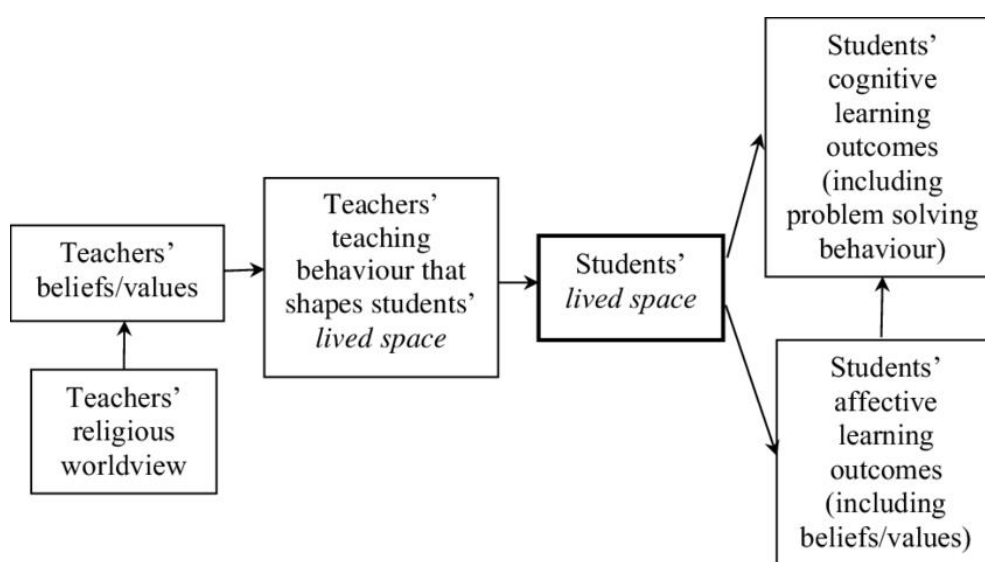 Teachers’
beliefs/values
Teachers’
religious
worldview
Teachers’
teaching
behaviour that
shapes students’
lived space
Students’
lived space
Students’
cognitive
learning
outcomes
(including
problem solving
behaviour)
Students’
affective
learning
outcomes
(including
beliefs/values)